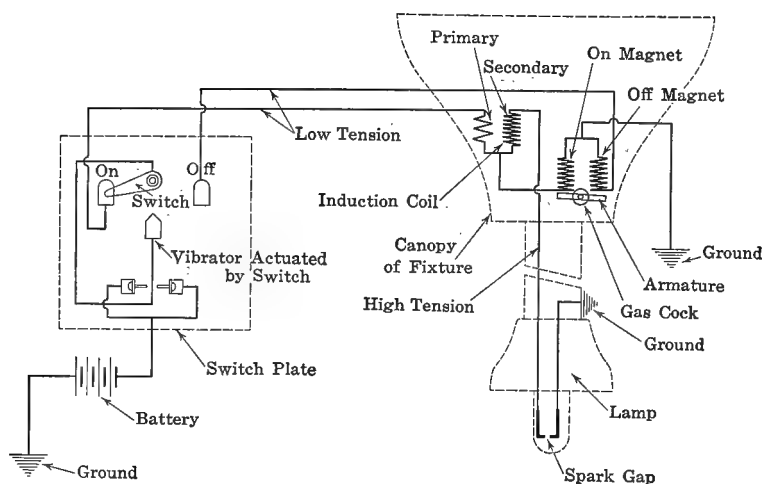 Primary
On Magnet
Secondary
Off Magnet
Low Tension
On
Off
Switch
Induction Coil
Vibrator Actuated
by Switch
Canopy
of Fixture
Ground
Armature
High Tension
Gas Cock
Ground
Switch Plate
Battery
Lamp
Ground
Spark Gap